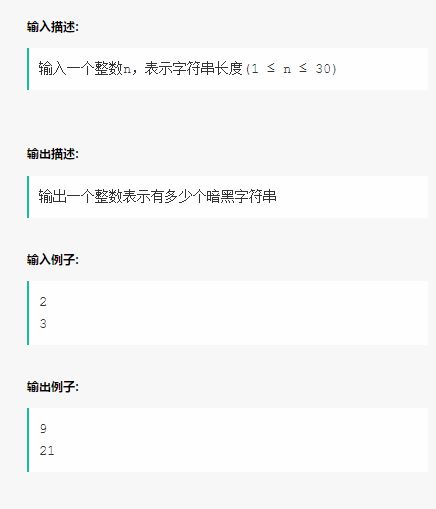 输入描述:
输入一个整数n，表示字符串长度(1 ≤ n ≤ 30)
输出描述:
输出一个整数表示有多少个暗黑字符串
输入例子:
2
3
输出例子:
9
21